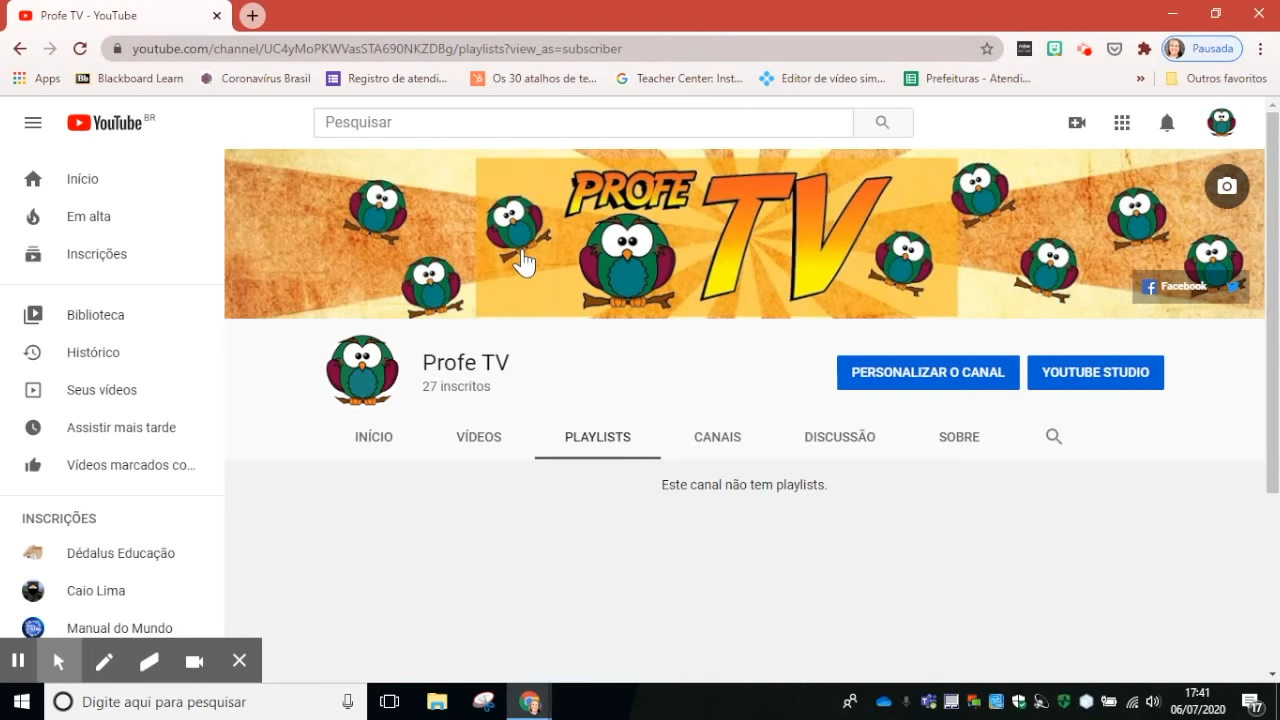 Profe TV - YouTube
youtube.com/channel/UC4yMoPKWVasSTA690NKZDBg/playlists?view_as=subscriber
Pausada
Apps Bb Blackboard Learn Coronavírus Brasil Registro de atendi... Os 30 atalhos de te... Teacher Center: Inst... Editor de vídeo sim... Prefeituras - Atendi... » Outros favoritos
YouTube BR
Pesquisar
Início
Em alta
Inscrições
Biblioteca
Histórico
Seus vídeos
Assistir mais tarde
Vídeos marcados co...
INSCRIÇÕES
Dédalus Educação
Caio Lima
Manual do Mundo
PROFE TV
Facebook
Profe TV
27 inscritos
PERSONALIZAR O CANAL YOUTUBE STUDIO
INÍCIO VÍDEOS PLAYLISTS CANAIS DISCUSSÃO SOBRE
Este canal não tem playlists.
Digite aqui para pesquisar
17:41
06/07/2020
17